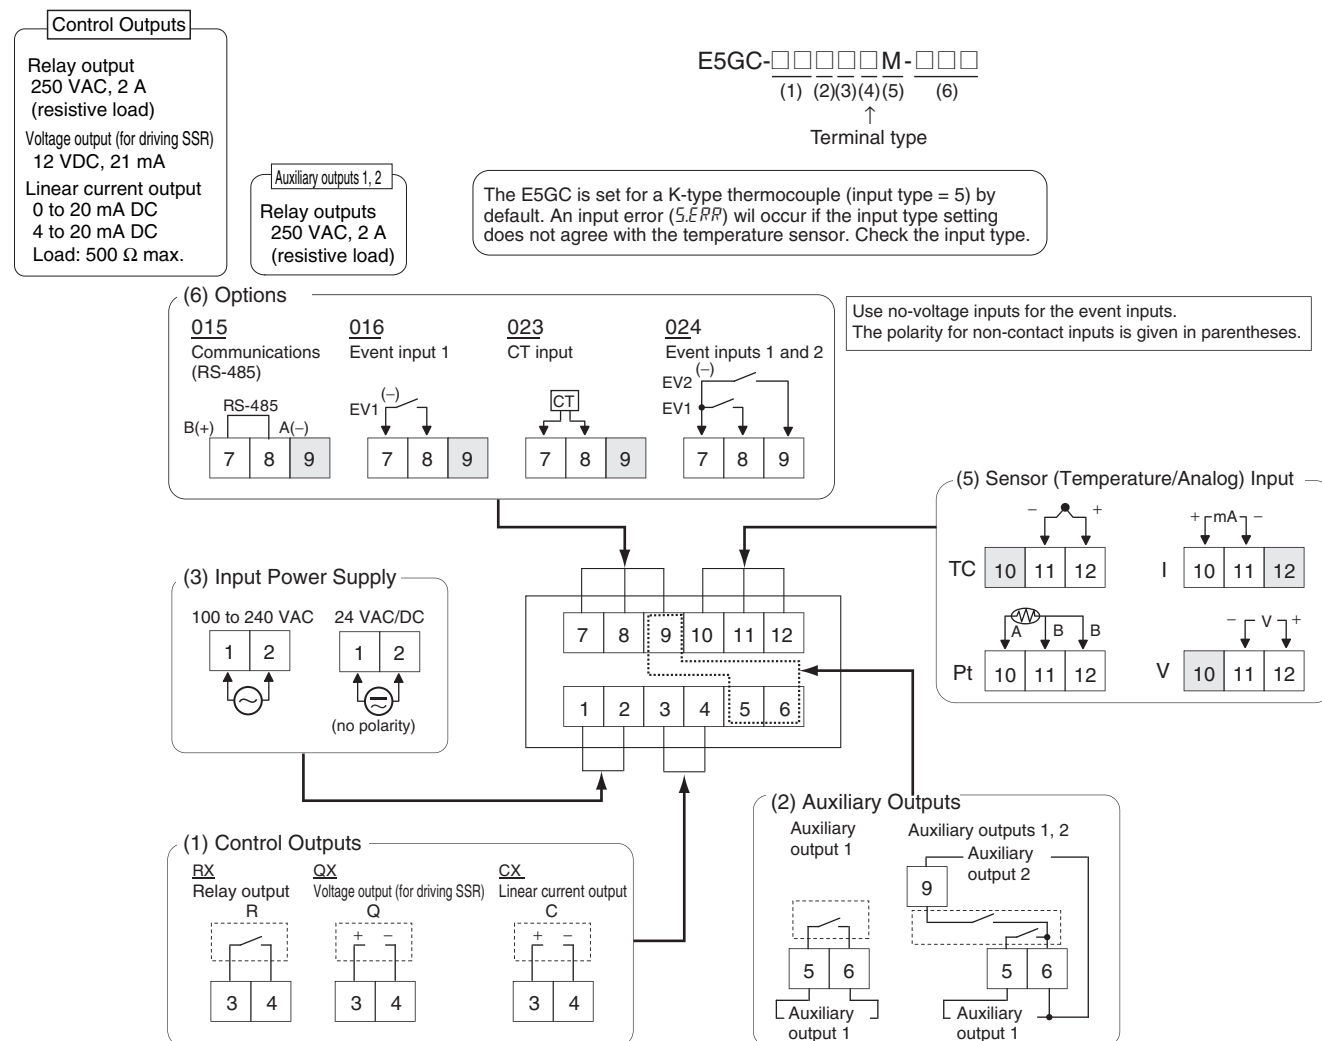 Control Outputs
Relay output
250 VAC, 2 A
(resistive load)
Voltage output (for driving SSR)
12 VDC, 21 mA
Linear current output
0 to 20 mA DC
4 to 20 mA DC
Load: 500 Ω max.
Auxiliary outputs 1, 2
Relay outputs
250 VAC, 2 A
(resistive load)
E5GC-□□□□□M-□□□
(1) (2)(3)(4)(5) (6)
↑
Terminal type
The E5GC is set for a K-type thermocouple (input type = 5) by
default. An input error (S.ERR) wil occur if the input type setting
does not agree with the temperature sensor. Check the input type.
Use no-voltage inputs for the event inputs.
The polarity for non-contact inputs is given in parentheses.
(6) Options
015
Communications
(RS-485)
RS-485
B(+) A(−)
7 8 9
016
Event input 1
(−)
EV1
7 8 9
023
CT input
CT
7 8 9
024
Event inputs 1 and 2
(−)
EV2
EV1
7 8 9
(5) Sensor (Temperature/Analog) Input
− +
TC 10 11 12
+ mA −
I 10 11 12
A B B
Pt 10 11 12
− V +
V 10 11 12
(3) Input Power Supply
100 to 240 VAC
1 2
24 VAC/DC
1 2
(no polarity)
7 8 9 10 11 12
1 2 3 4 5 6
(1) Control Outputs
RX
Relay output
R
3 4
QX
Voltage output (for driving SSR)
Q
+ −
3 4
CX
Linear current output
C
+ −
3 4
(2) Auxiliary Outputs
Auxiliary
output 1
5 6
Auxiliary
output 1
Auxiliary outputs 1, 2
Auxiliary
output 2
9
5 6
Auxiliary
output 1